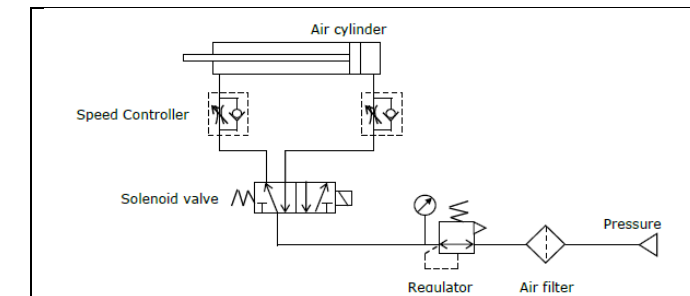 Air cylinder
Speed Controller
Solenoid valve
Pressure
Regulator
Air filter